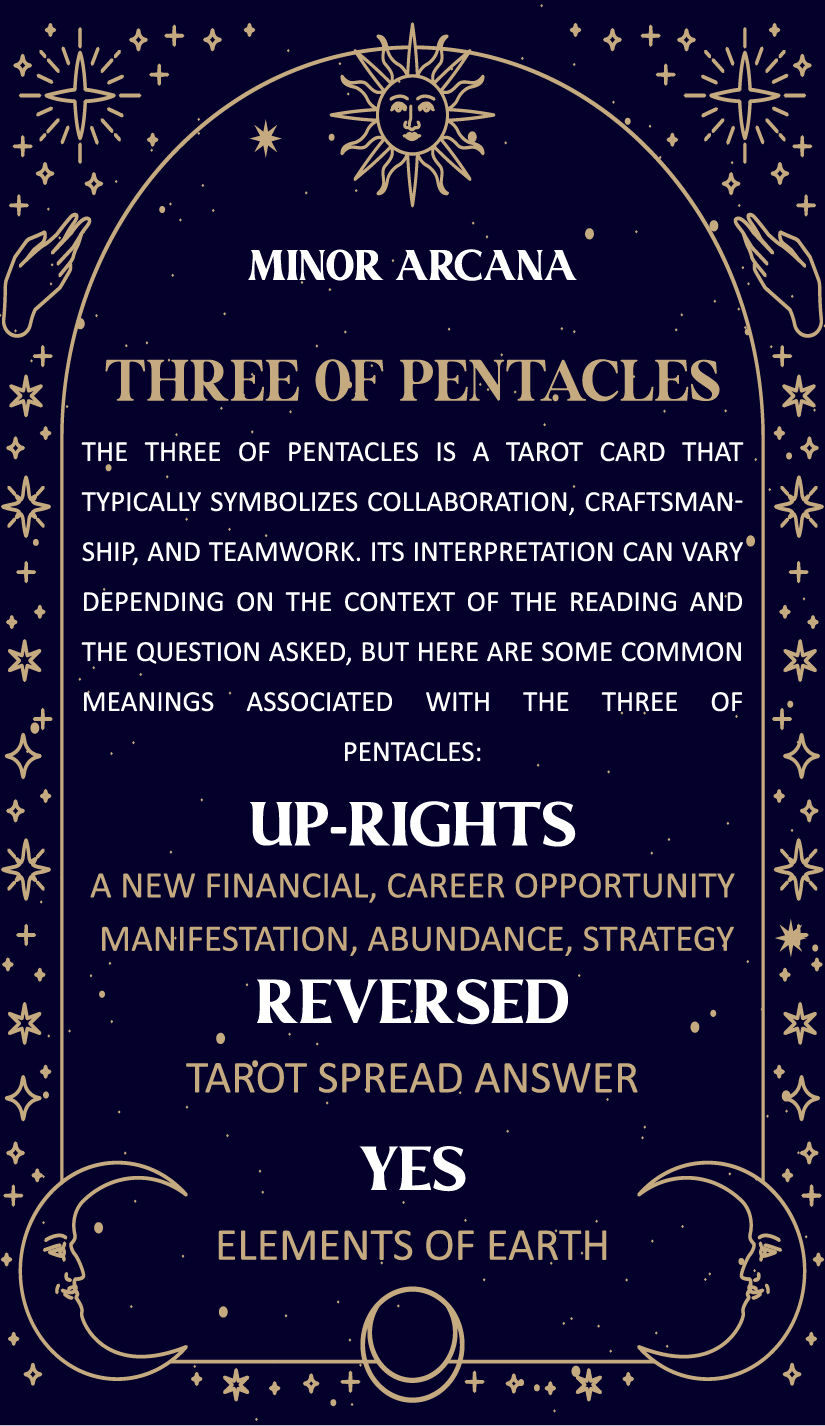 MINOR ARCANA
THREE OF PENTACLES
THE THREE OF PENTACLES IS A TAROT CARD THAT
TYPICALLY SYMBOLIZES COLLABORATION, CRAFTSMAN-
SHIP, AND TEAMWORK. ITS INTERPRETATION CAN VARY
DEPENDING ON THE CONTEXT OF THE READING AND
THE QUESTION ASKED, BUT HERE ARE SOME COMMON
MEANINGS ASSOCIATED WITH THE THREE OF
PENTACLES:
UP-RIGHTS
A NEW FINANCIAL, CAREER OPPORTUNITY
MANIFESTATION, ABUNDANCE, STRATEGY
REVERSED
TAROT SPREAD ANSWER
YES
ELEMENTS OF EARTH